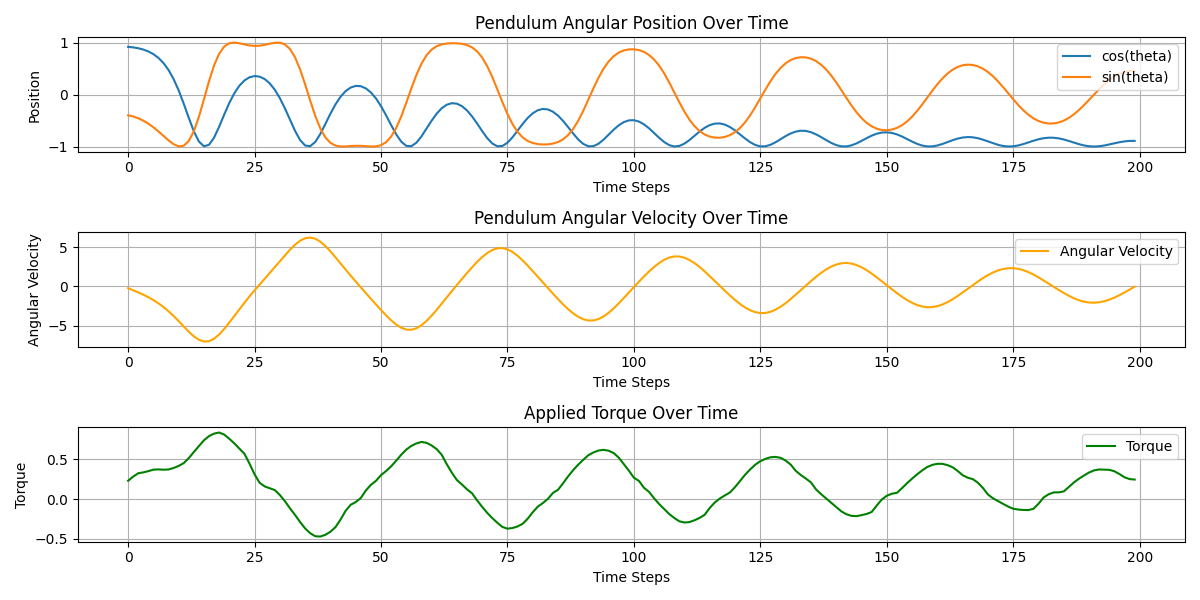 Pendulum Angular Position Over Time
Position
1
0
−1
cos(theta)
sin(theta)
0
25
50
75
100
125
150
175
200
Time Steps
Pendulum Angular Velocity Over Time
Angular Velocity
5
0
−5
Angular Velocity
0
25
50
75
100
125
150
175
200
Time Steps
Applied Torque Over Time
Torque
0.5
0.0
−0.5
Torque
0
25
50
75
100
125
150
175
200
Time Steps